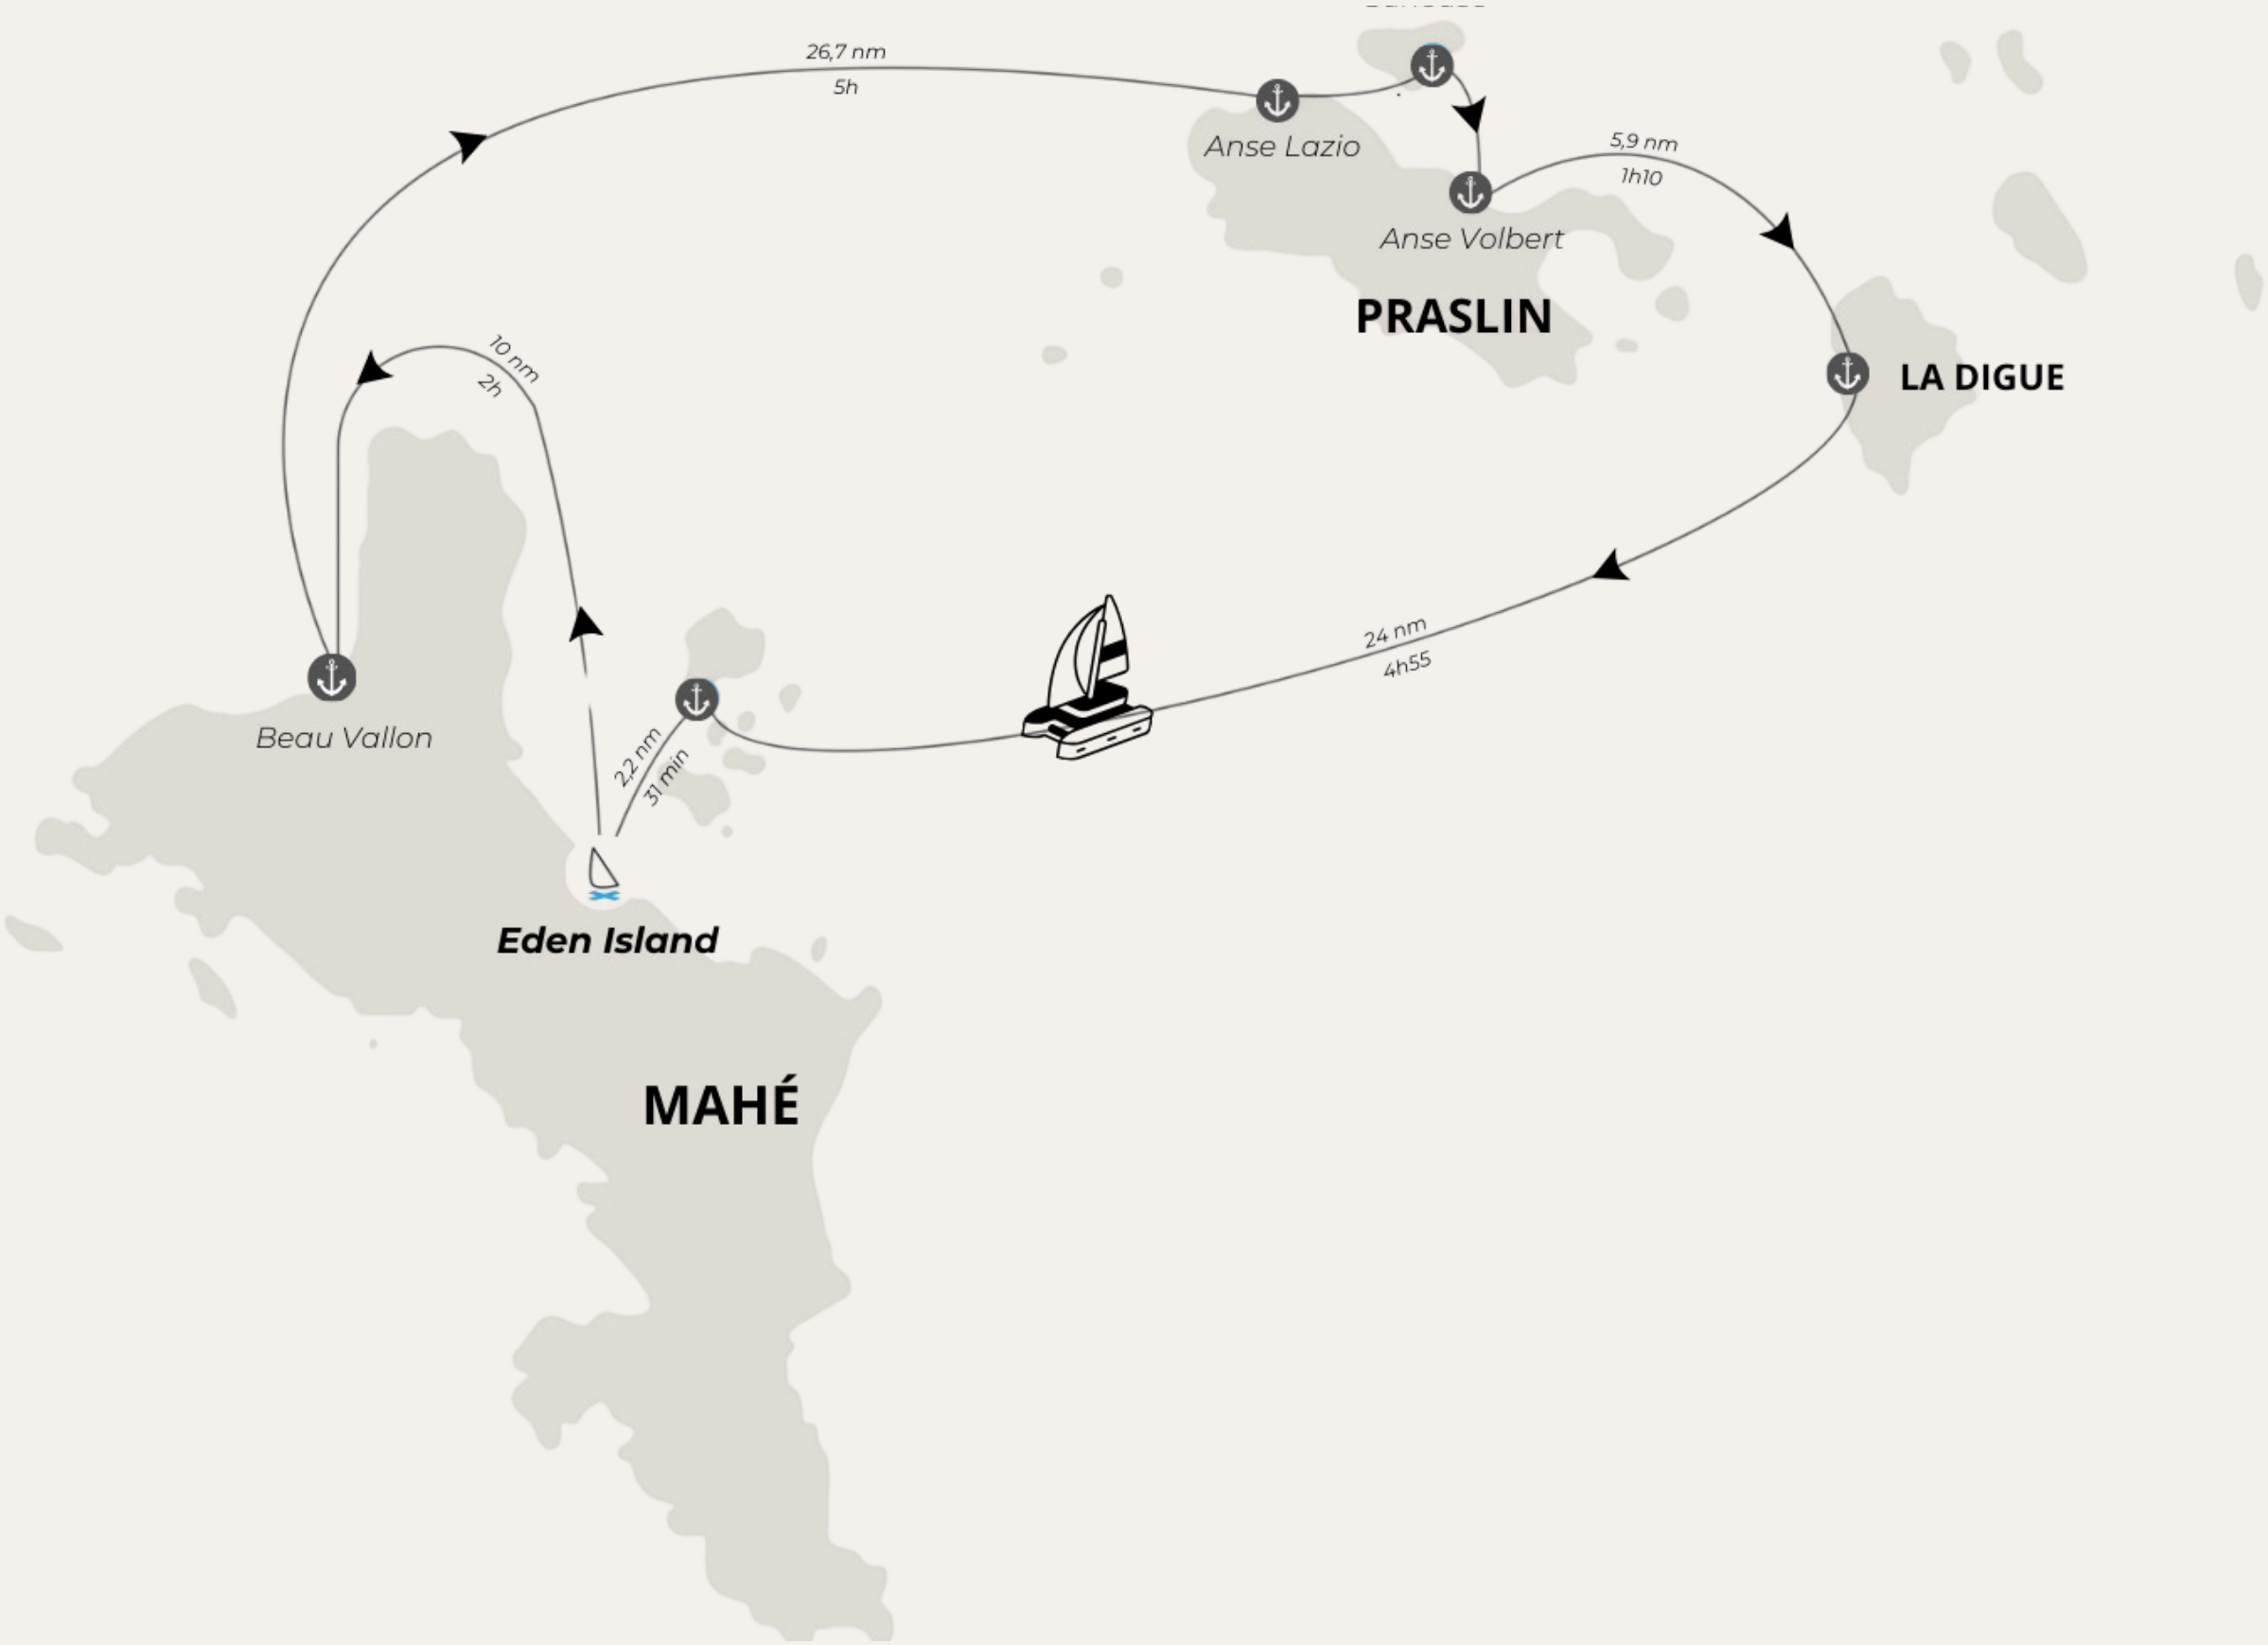 26,7 nm
5h
Anse Lazio
5,9 nm
1h10
Anse Volbert
PRASLIN
10 nm
2h
LA DIGUE
24 nm
4h55
Beau Vallon
2,2 nm
31 min
Eden Island
MAHÉ